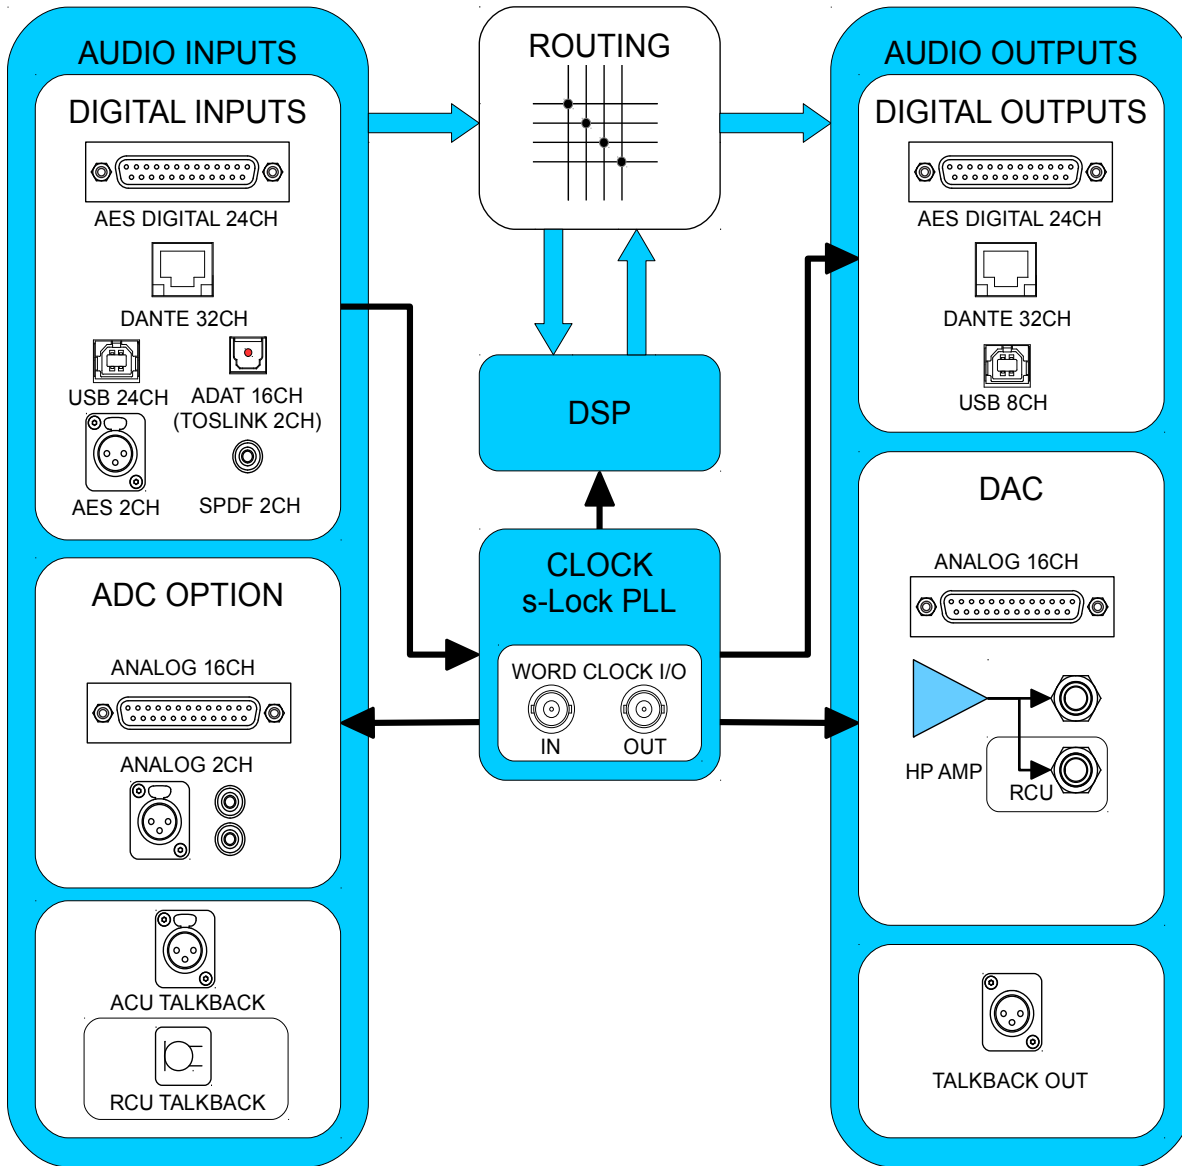 AUDIO INPUTS
DIGITAL INPUTS
AES DIGITAL 24CH
DANTE 32CH
USB 24CH
ADAT 16CH
(TOSLINK 2CH)
AES 2CH
SPDF 2CH
ADC OPTION
ANALOG 16CH
ANALOG 2CH
ACU TALKBACK
RCU TALKBACK
ROUTING
DSP
CLOCK
s-Lock PLL
WORD CLOCK I/O
IN
OUT
AUDIO OUTPUTS
DIGITAL OUTPUTS
AES DIGITAL 24CH
DANTE 32CH
USB 8CH
DAC
ANALOG 16CH
HP AMP
RCU
TALKBACK OUT